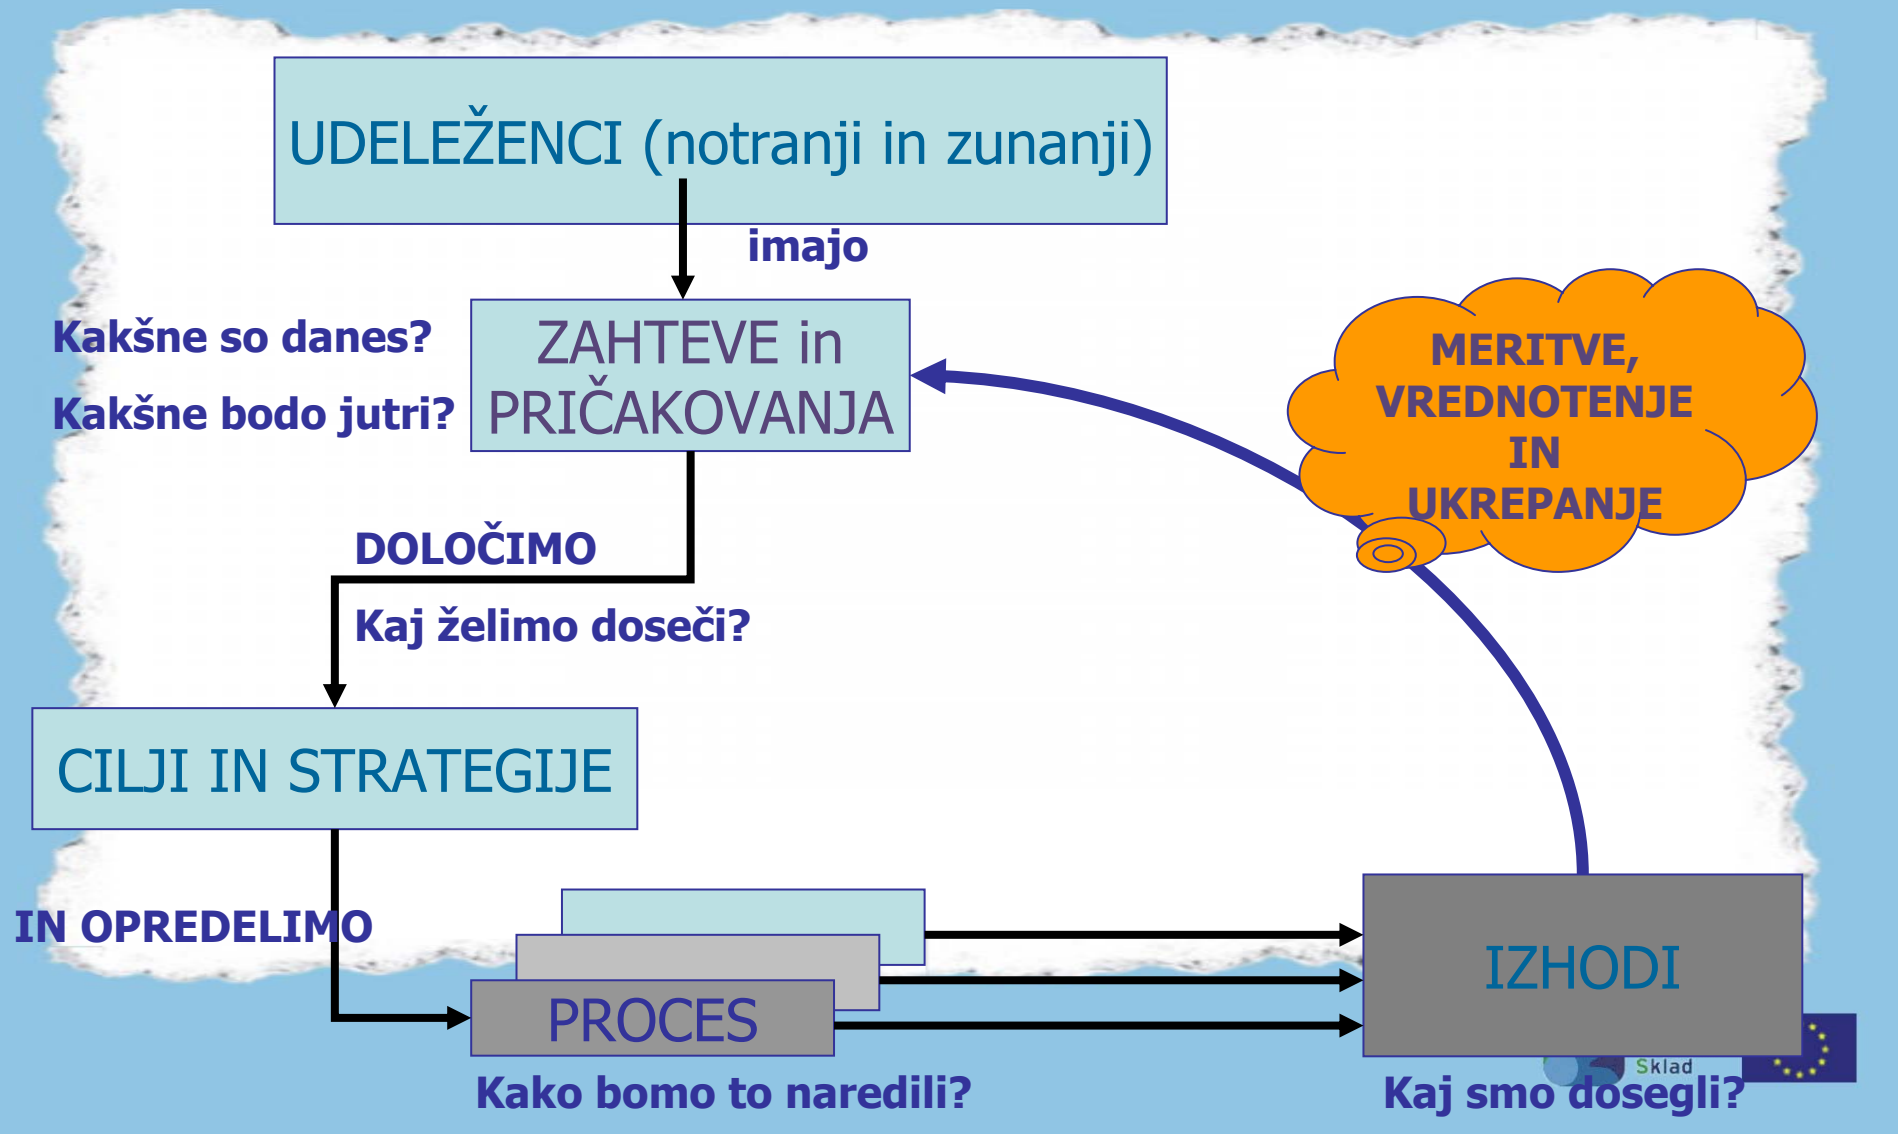 UDELEŽENCI (notranji in zunanji)
imajo
Kakšne so danes?
Kakšne bodo jutri?
ZAHTEVE in
PRIČAKOVANJA
MERITVE,
VREDNOTENJE
IN
UKREPANJE
DOLOČIMO
Kaj želimo doseči?
CILJI IN STRATEGIJE
IN OPREDELIMO
PROCES
IZHODI
Sklad
Kako bomo to naredili?
Kaj smo dosegli?